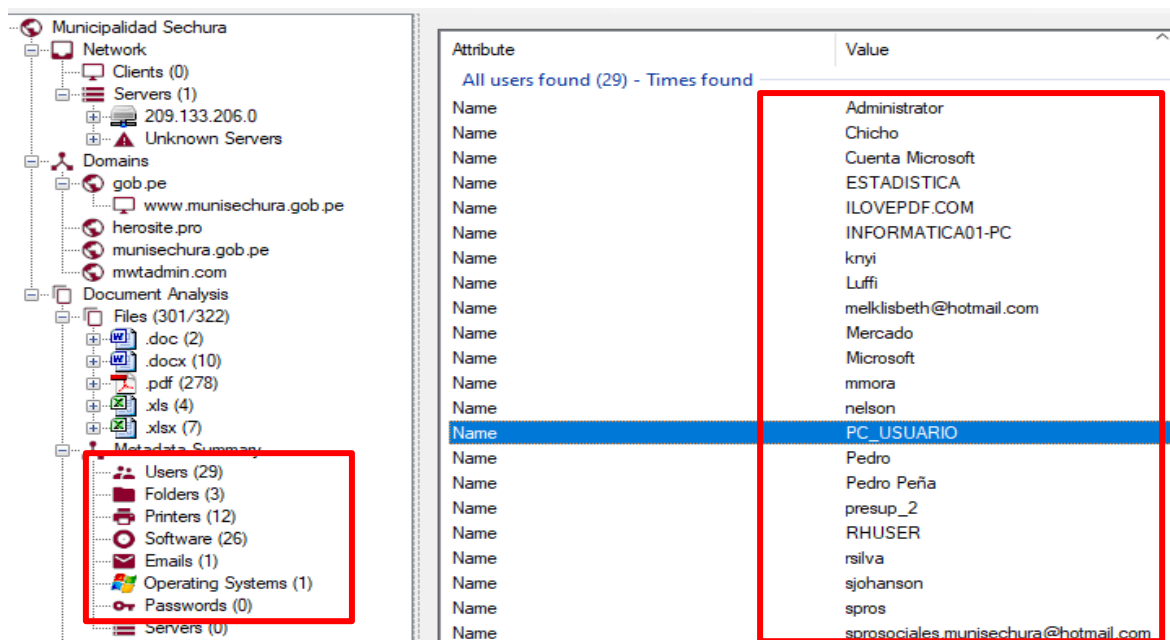 Municipalidad Sechura
Network
Clients (0)
Servers (1)
209.133.206.0
Unknown Servers
Domains
gob.pe
www.munisechura.gob.pe
herosite.pro
munisechura.gob.pe
mwtadmin.com
Document Analysis
Files (301/322)
.doc (2)
.docx (10)
.pdf (278)
.xls (4)
.xlsx (7)
Metadata Summary
Users (29)
Folders (3)
Printers (12)
Software (26)
Emails (1)
Operating Systems (1)
Passwords (0)
Servers (0)
Attribute Value
All users found (29) - Times found
Name Administrator
Name Chicho
Name Cuenta Microsoft
Name ESTADISTICA
Name ILOVEPDF.COM
Name INFORMATICA01-PC
Name knyi
Name Luffi
Name melklisbeth@hotmail.com
Name Mercado
Name Microsoft
Name mmora
Name nelson
Name PC_USUARIO
Name Pedro
Name Pedro Peña
Name presup_2
Name RHUSER
Name rsilva
Name sjohanson
Name spros
Name sprosociales.munisechura@hotmail.com